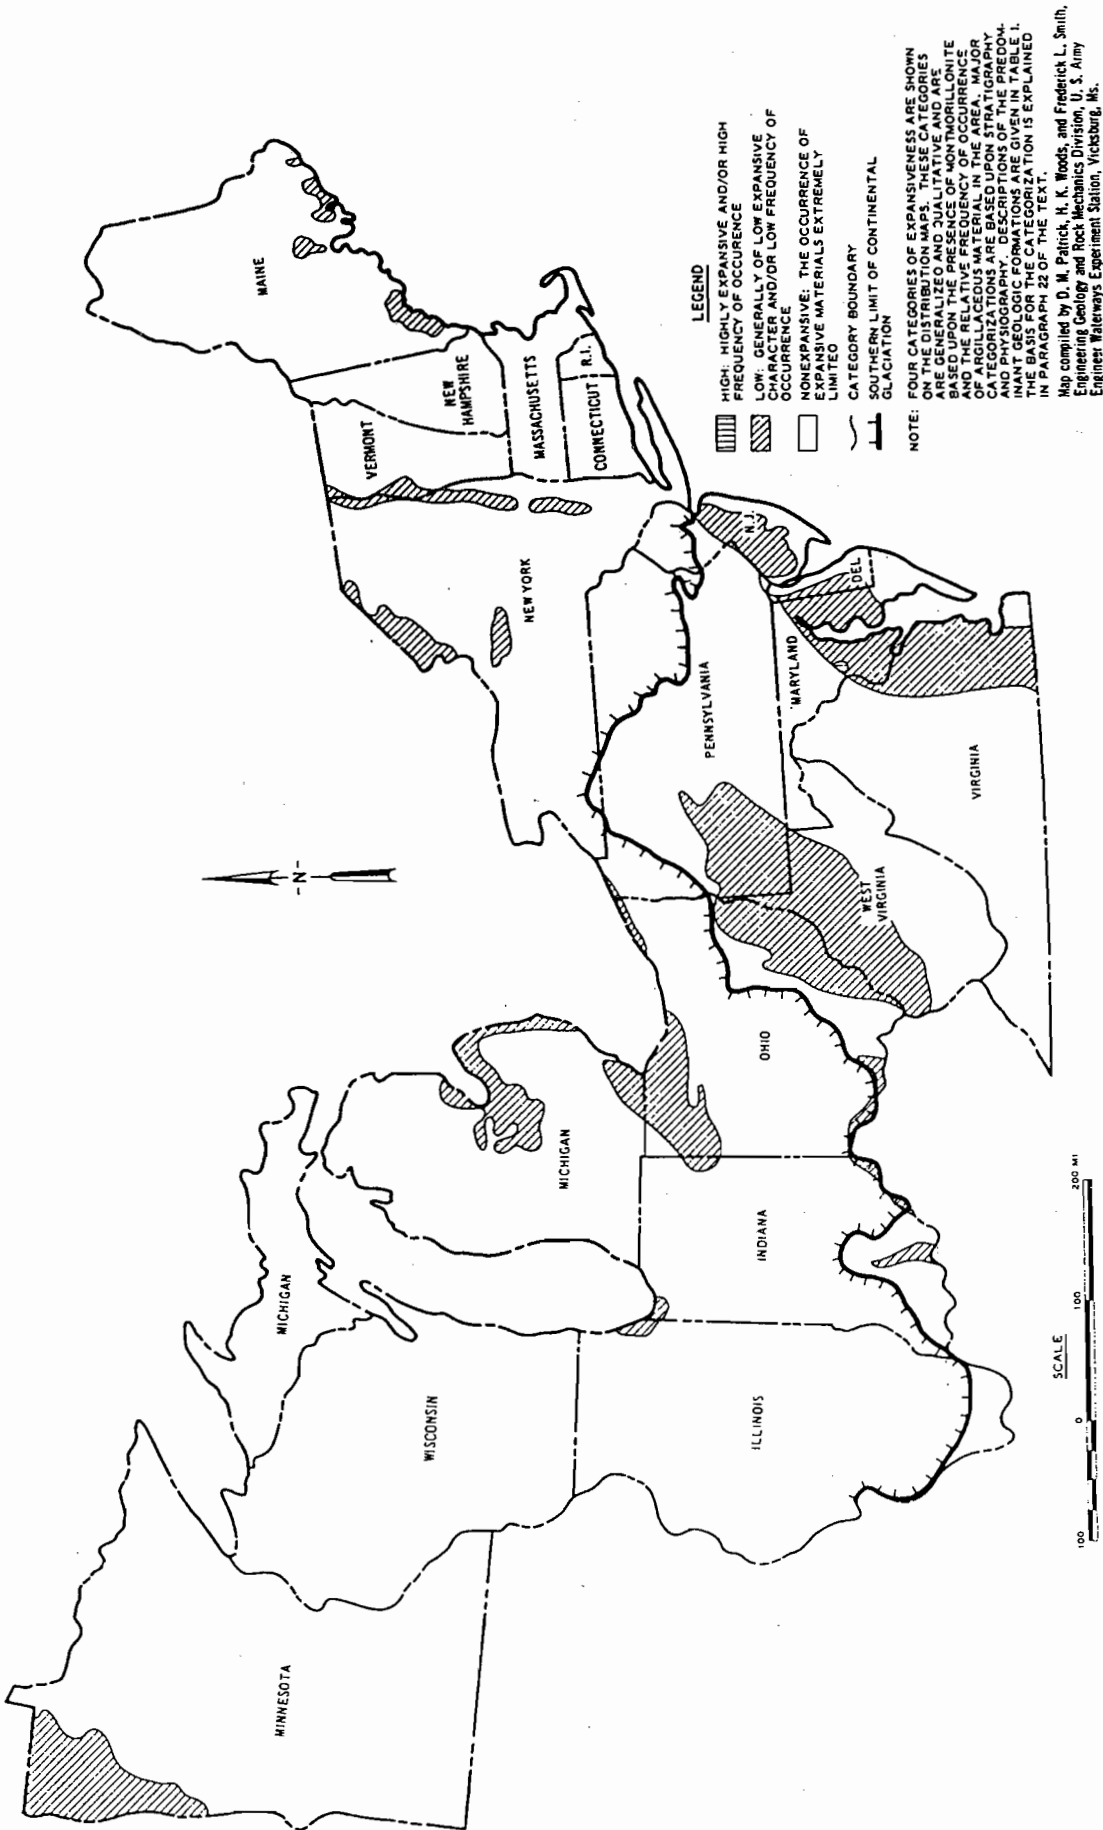 MAINE
VERMONT
NEW
HAMPSHIRE
MASSACHUSETTS
CONNECTICUT
R.I.
NEW YORK
N.J.
PENNSYLVANIA
DEL
MARYLAND
WEST
VIRGINIA
VIRGINIA
OHIO
MICHIGAN
MICHIGAN
INDIANA
WISCONSIN
ILLINOIS
MINNESOTA
-N-
LEGEND
HIGH: HIGHLY EXPANSIVE AND/OR HIGH
FREQUENCY OF OCCURENCE
LOW: GENERALLY OF LOW EXPANSIVE
CHARACTER AND/OR LOW FREQUENCY OF
OCCURRENCE
NONEXPANSIVE: THE OCCURRENCE OF
EXPANSIVE MATERIALS EXTREMELY
LIMITED
CATEGORY BOUNDARY
SOUTHERN LIMIT OF CONTINENTAL
GLACIATION
NOTE: FOUR CATEGORIES OF EXPANSIVENESS ARE SHOWN
ON THE DISTRIBUTION MAPS. THESE CATEGORIES
ARE GENERALIZED AND QUALITATIVE AND ARE
BASED UPON THE PRESENCE OF MONTMORILLONITE
AND THE RELATIVE FREQUENCY OF OCCURRENCE
OF ARGILLACEOUS MATERIAL IN THE AREA. MAJOR
CATEGORIZATIONS ARE BASED UPON STRATIGRAPHY
AND PHYSIOGRAPHY. DESCRIPTIONS OF THE PREDOM-
INANT GEOLOGIC FORMATIONS ARE GIVEN IN TABLE 1.
THE BASIS FOR THE CATEGORIZATION IS EXPLAINED
IN PARAGRAPH 22 OF THE TEXT.
Map compiled by D. M. Patrick, H. K. Woods, and Frederick L. Smith,
Engineering Geology and Rock Mechanics Division, U. S. Army
Engineer Waterways Experiment Station, Vicksburg, Ms.
SCALE
100 0 100 200 MI